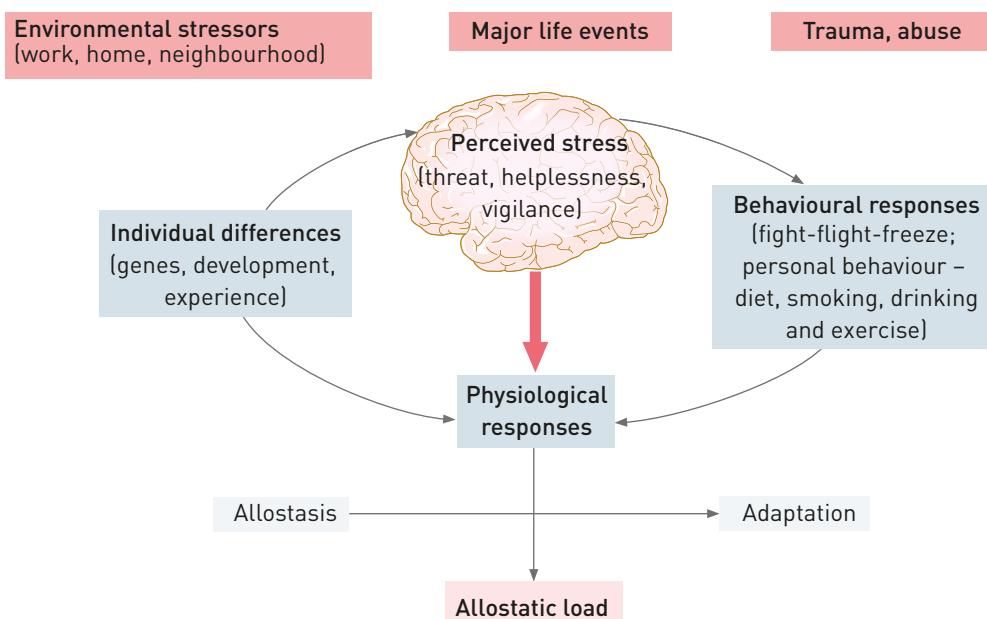 Environmental stressors
(work, home, neighbourhood)
Major life events
Trauma, abuse
Perceived stress
(threat, helplessness,
vigilance)
Individual differences
(genes, development,
experience)
Behavioural responses
(fight-flight-freeze;
personal behaviour –
diet, smoking, drinking
and exercise)
Physiological
responses
Allostasis
Adaptation
Allostatic load